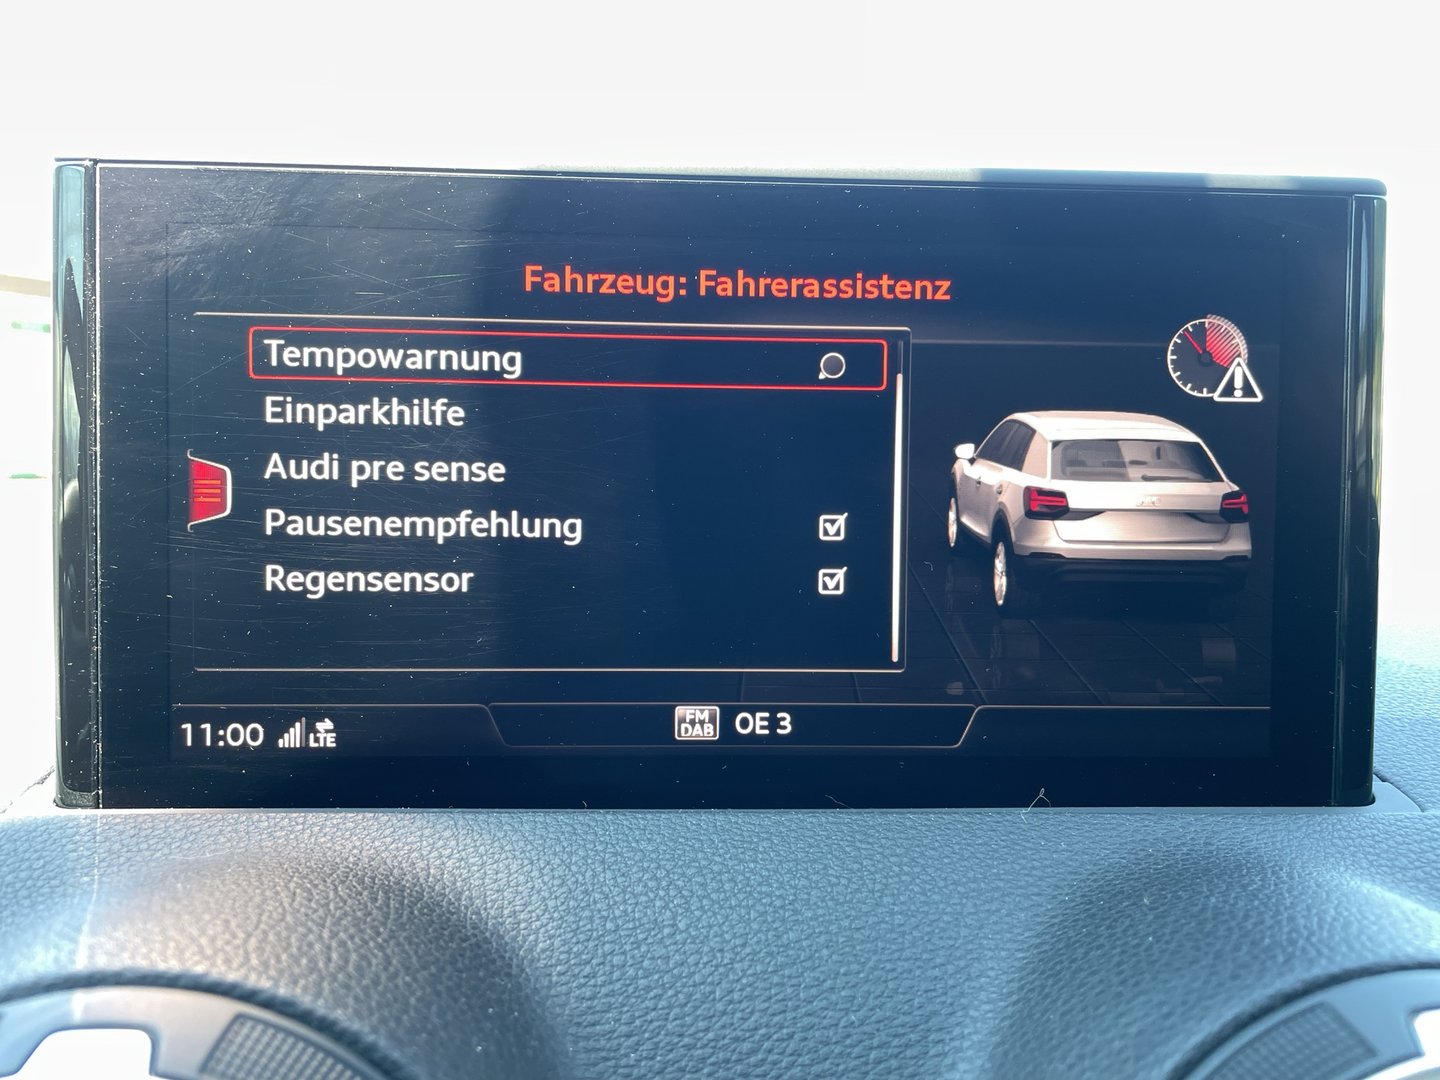 Fahrzeug: Fahrerassistenz
Tempowarnung
Einparkhilfe
Audi pre sense
Pausenempfehlung
Regensensor
11:00 LTE
FM DAB OE 3